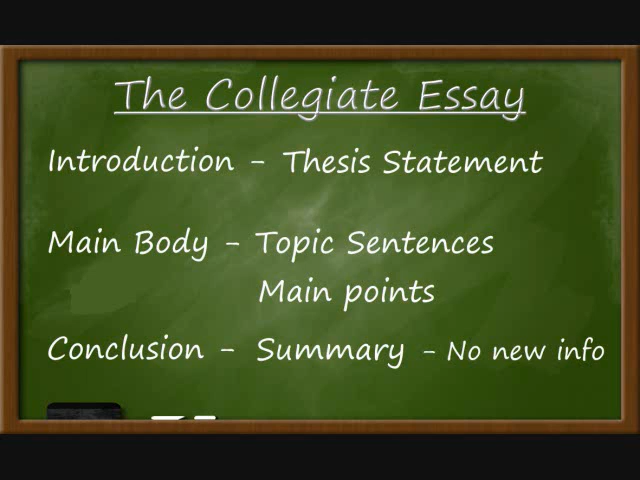 The Collegiate Essay
Introduction - Thesis Statement
Main Body - Topic Sentences
Main points
Conclusion - Summary - No new info